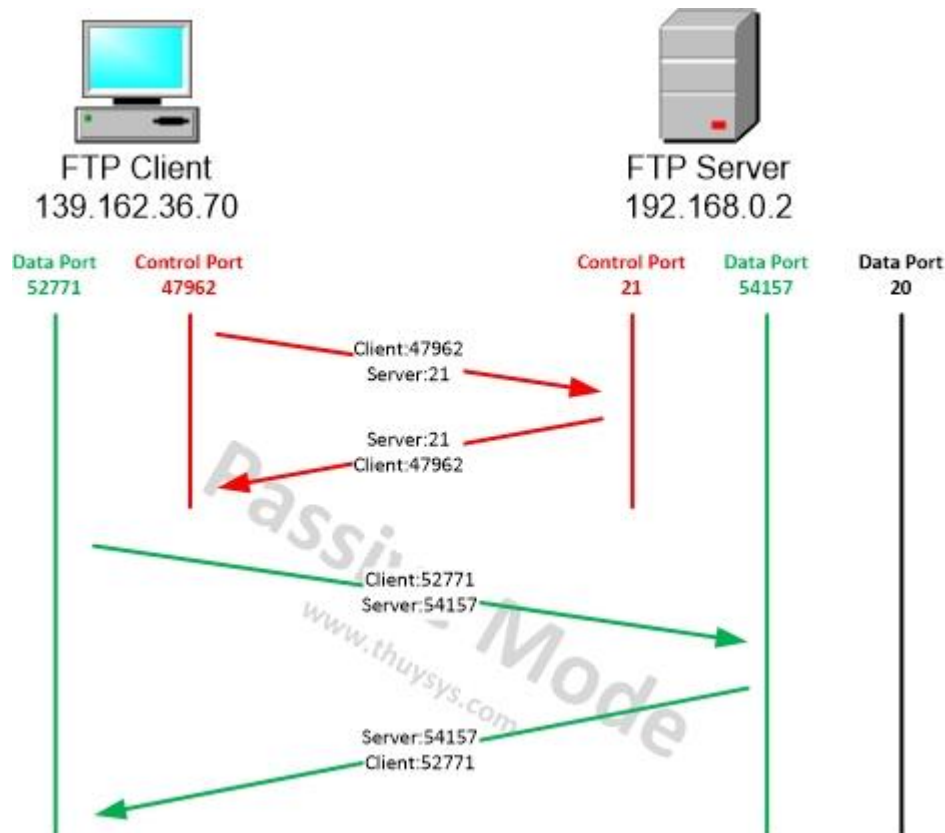 FTP Client
139.162.36.70
FTP Server
192.168.0.2
Data Port
52771
Control Port
47962
Control Port
21
Data Port
54157
Data Port
20
Client:47962
Server:21
Server:21
Client:47962
Passive Mode
www.thuysys.com
Client:52771
Server:54157
Server:54157
Client:52771